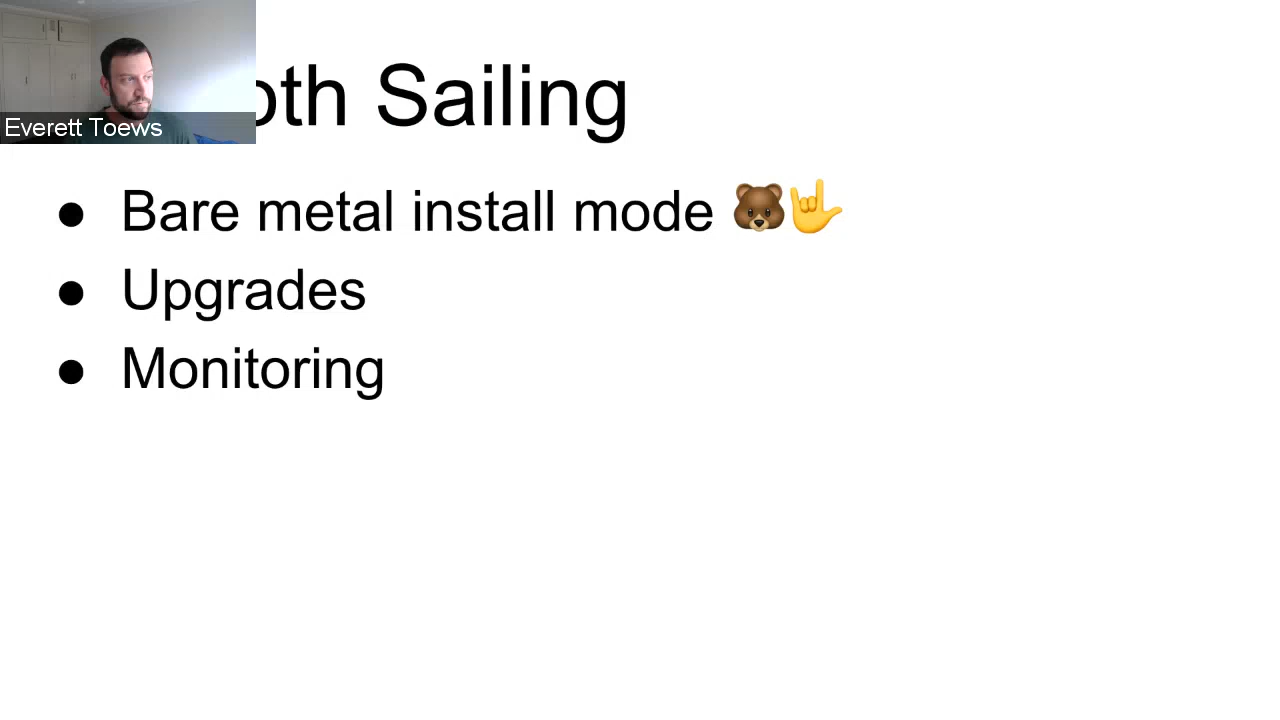 Everett Toews
oth Sailing
● Bare metal install mode 🐻🤟
● Upgrades
● Monitoring